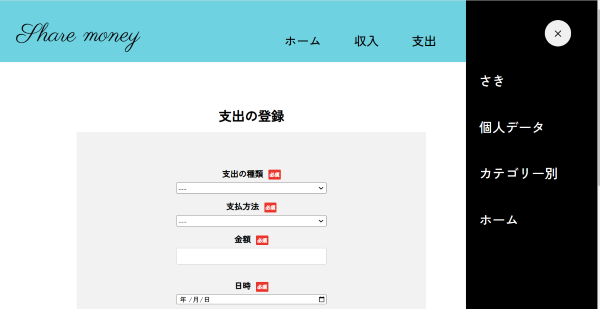 Share money
ホーム 収入 支出
×
さき
個人データ
カテゴリー別
ホーム
支出の登録
支出の種類 必須
---
支払方法 必須
---
金額 必須
日時 必須
年 /月/日